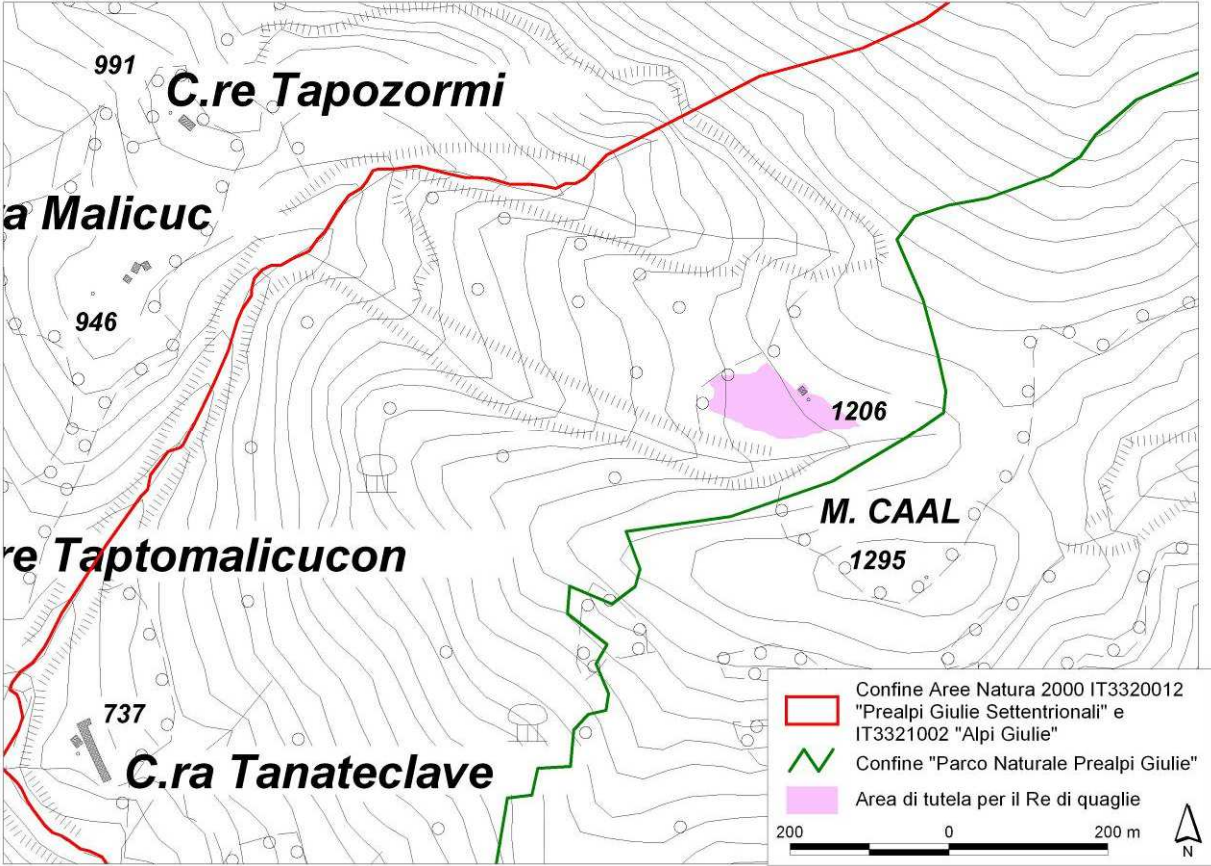 991
C.re Tapozormi
a Malicuc
946
1206
M. CAAL
1295
re Taptomalicucon
737
C.ra Tanateclave
Confine Aree Natura 2000 IT3320012
"Prealpi Giulie Settentrionali" e
IT3321002 "Alpi Giulie"
Confine "Parco Naturale Prealpi Giulie"
Area di tutela per il Re di quaglie
200 0 200 m
N